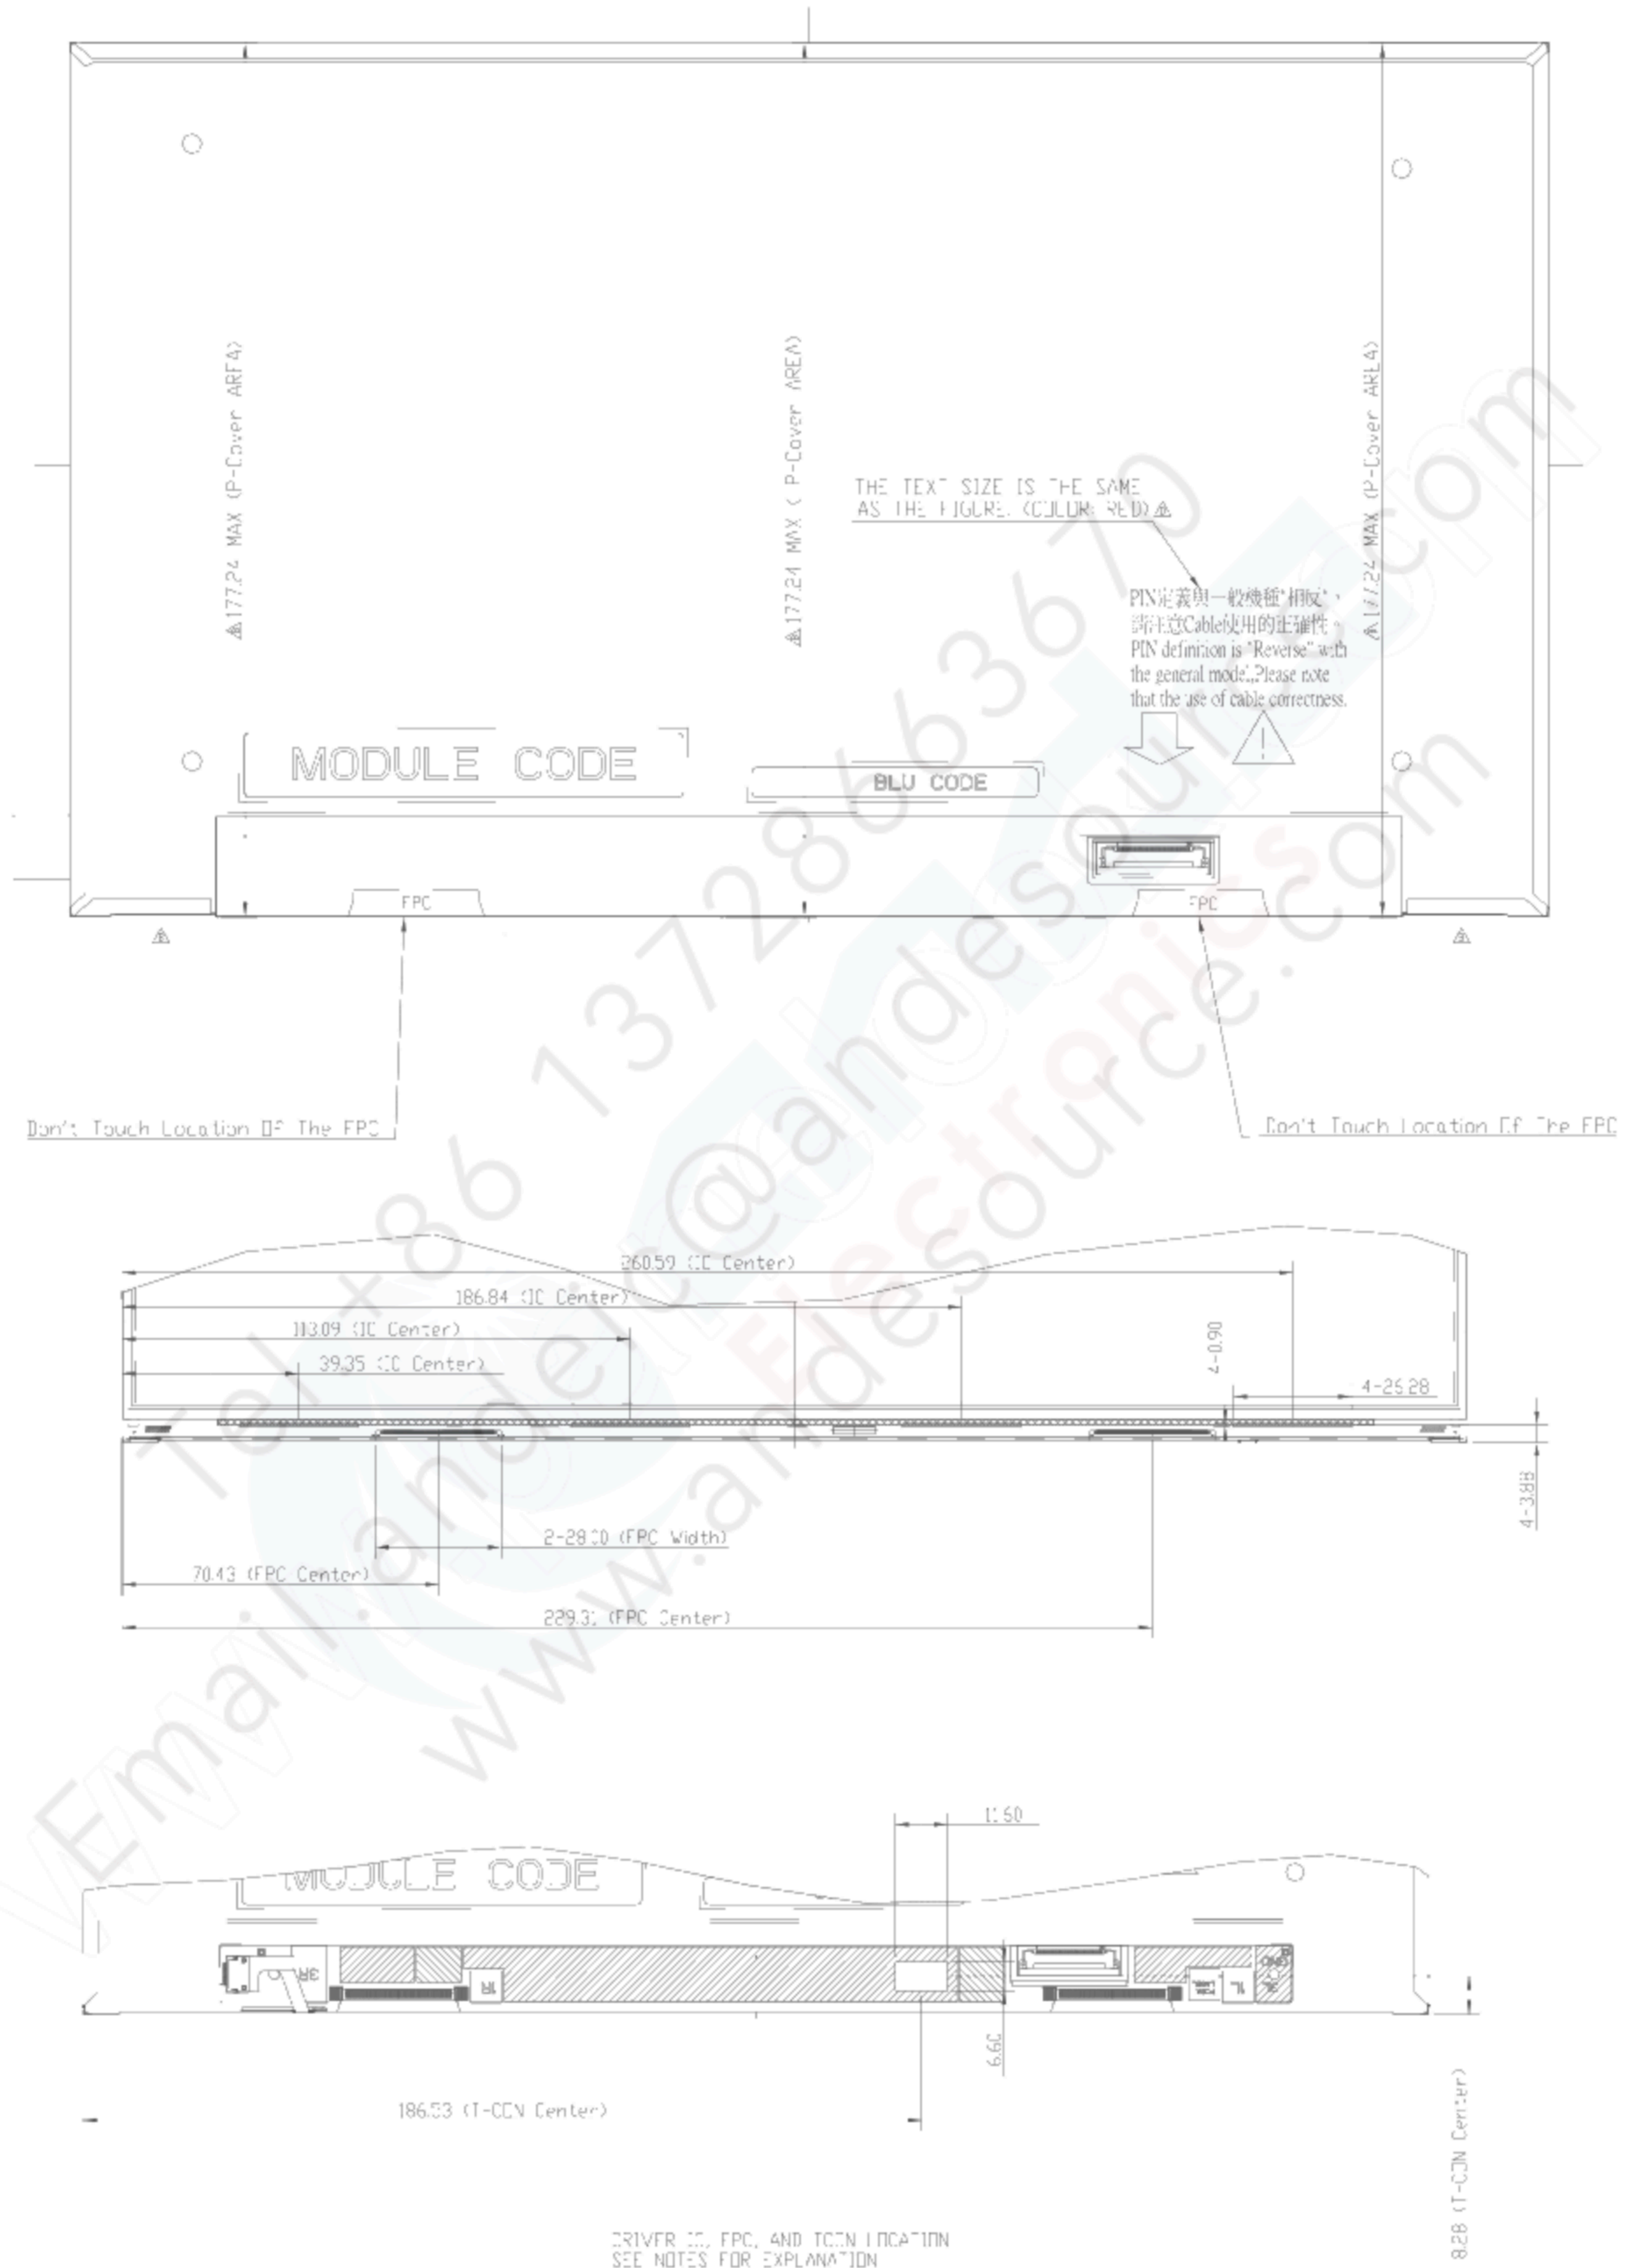 177.24 MAX (P-Cover AREA)
177.24 MAX ( P-Cover AREA)
177.24 MAX (P-Cover AREA)
THE TEXT SIZE IS THE SAME
AS THE FIGURE. (COLOR: RED)
PIN定義與一般機種"相反"，
請注意Cable使用的正確性。
PIN definition is "Reverse" with
the general model.,Please note
that the use of cable correctness.
MODULE CODE
BLU CODE
FPC
FPC
Don't Touch Location Of The FPC
Don't Touch Location Of The FPC
260.59 (IC Center)
186.84 (IC Center)
113.09 (IC Center)
39.35 (IC Center)
4-0.90
4-26.28
4-3.88
2-28.00 (FPC Width)
70.43 (FPC Center)
229.31 (FPC Center)
11.60
MODULE CODE
3R
1R
1L
6.60
186.53 (T-CON Center)
8.28 (T-CON Center)
DRIVER IC, FPC, AND TCON LOCATION
SEE NOTES FOR EXPLANATION
Tel +86 13728663670
Email andelc@andesource.com
www.andesource.com
Electronics